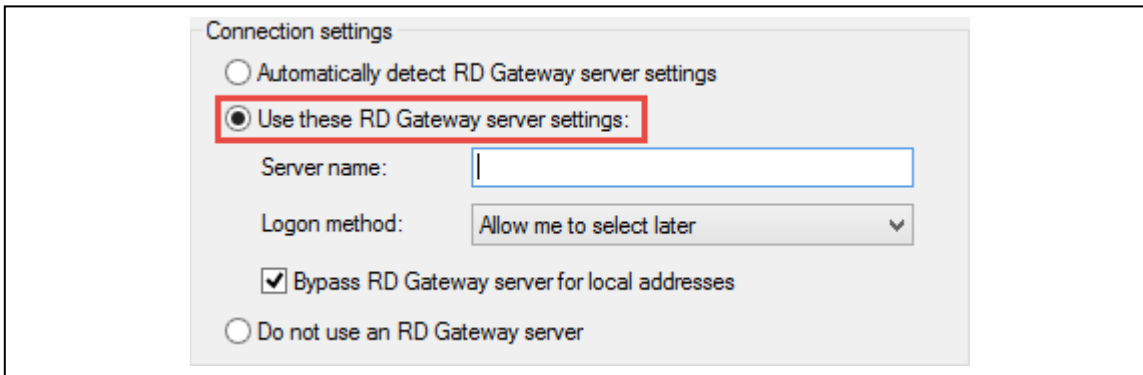 Connection settings
Automatically detect RD Gateway server settings
Use these RD Gateway server settings:
Server name:
Logon method: Allow me to select later
Bypass RD Gateway server for local addresses
Do not use an RD Gateway server